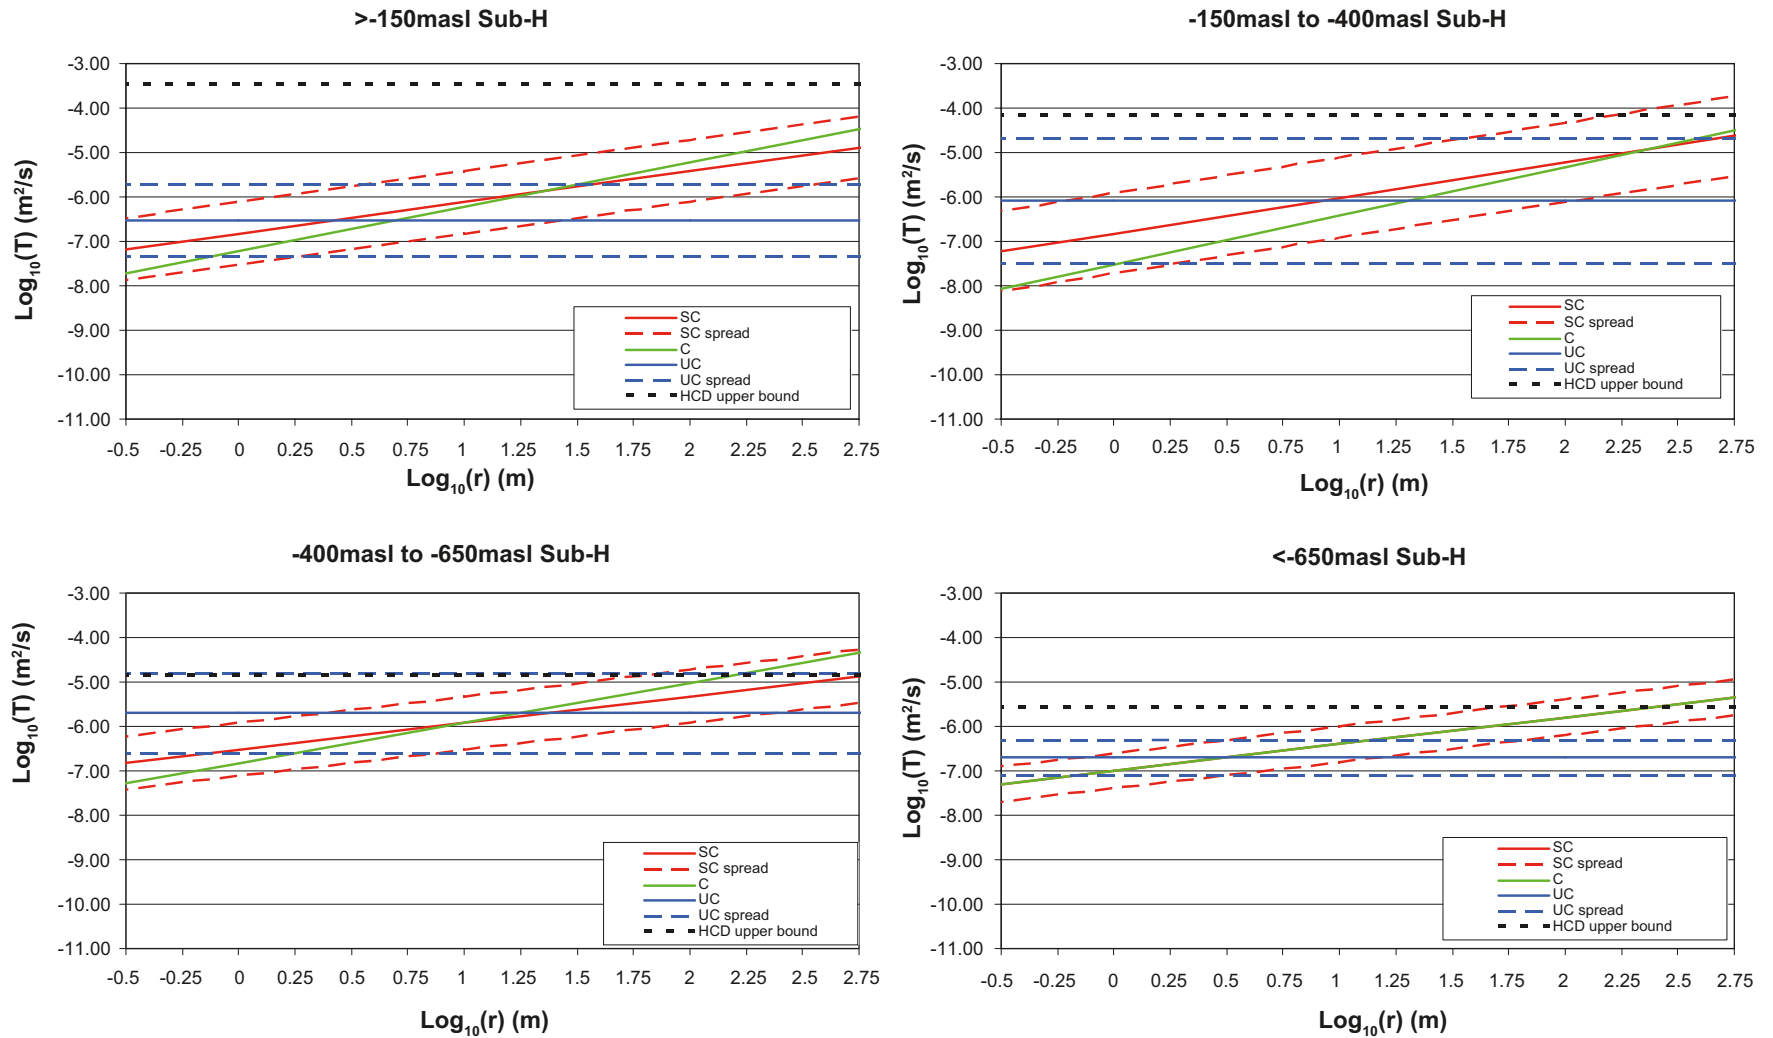 >-150masl Sub-H
-3.00
-4.00
-5.00
-6.00
-7.00
-8.00
-9.00
-10.00
-11.00
Log10(T) (m2/s)
SC
SC spread
C
UC
UC spread
HCD upper bound
-0.5 -0.25 0 0.25 0.5 0.75 1 1.25 1.5 1.75 2 2.25 2.5 2.75
Log10(r) (m)
-150masl to -400masl Sub-H
-3.00
-4.00
-5.00
-6.00
-7.00
-8.00
-9.00
-10.00
-11.00
Log10(T) (m2/s)
SC
SC spread
C
UC
UC spread
HCD upper bound
-0.5 -0.25 0 0.25 0.5 0.75 1 1.25 1.5 1.75 2 2.25 2.5 2.75
Log10(r) (m)
-400masl to -650masl Sub-H
-3.00
-4.00
-5.00
-6.00
-7.00
-8.00
-9.00
-10.00
-11.00
Log10(T) (m2/s)
SC
SC spread
C
UC
UC spread
HCD upper bound
-0.5 -0.25 0 0.25 0.5 0.75 1 1.25 1.5 1.75 2 2.25 2.5 2.75
Log10(r) (m)
<-650masl Sub-H
-3.00
-4.00
-5.00
-6.00
-7.00
-8.00
-9.00
-10.00
-11.00
Log10(T) (m2/s)
SC
SC spread
C
UC
UC spread
HCD upper bound
-0.5 -0.25 0 0.25 0.5 0.75 1 1.25 1.5 1.75 2 2.25 2.5 2.75
Log10(r) (m)